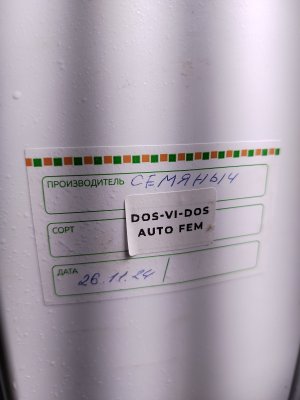 ПРОИЗВОДИТЕЛЬ СЕМЯНЫЧ
СОРТ DOS-VI-DOS
AUTO FEM
ДАТА 26.11.24